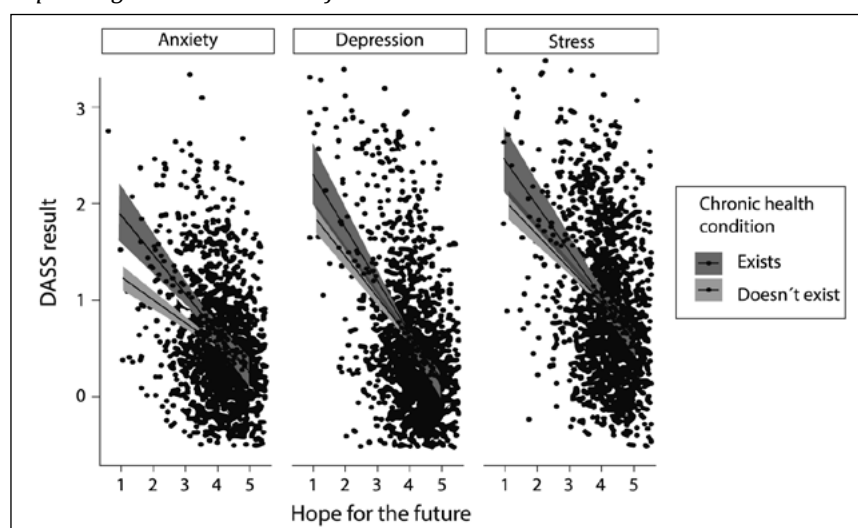 Anxiety
Depression
Stress
3
2
1
0
DASS result
1 2 3 4 5
1 2 3 4 5
1 2 3 4 5
Hope for the future
Chronic health
condition
Exists
Doesn´t exist